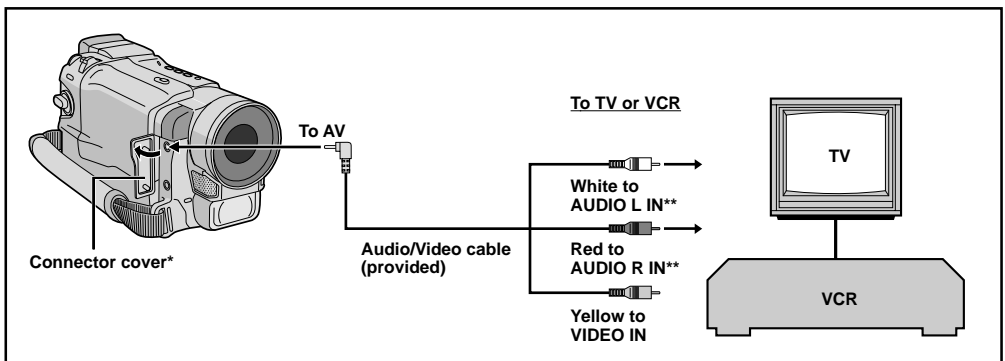 To TV or VCR
To AV
TV
White to
AUDIO L IN**
Audio/Video cable
(provided)
Red to
AUDIO R IN**
Connector cover*
VCR
Yellow to
VIDEO IN